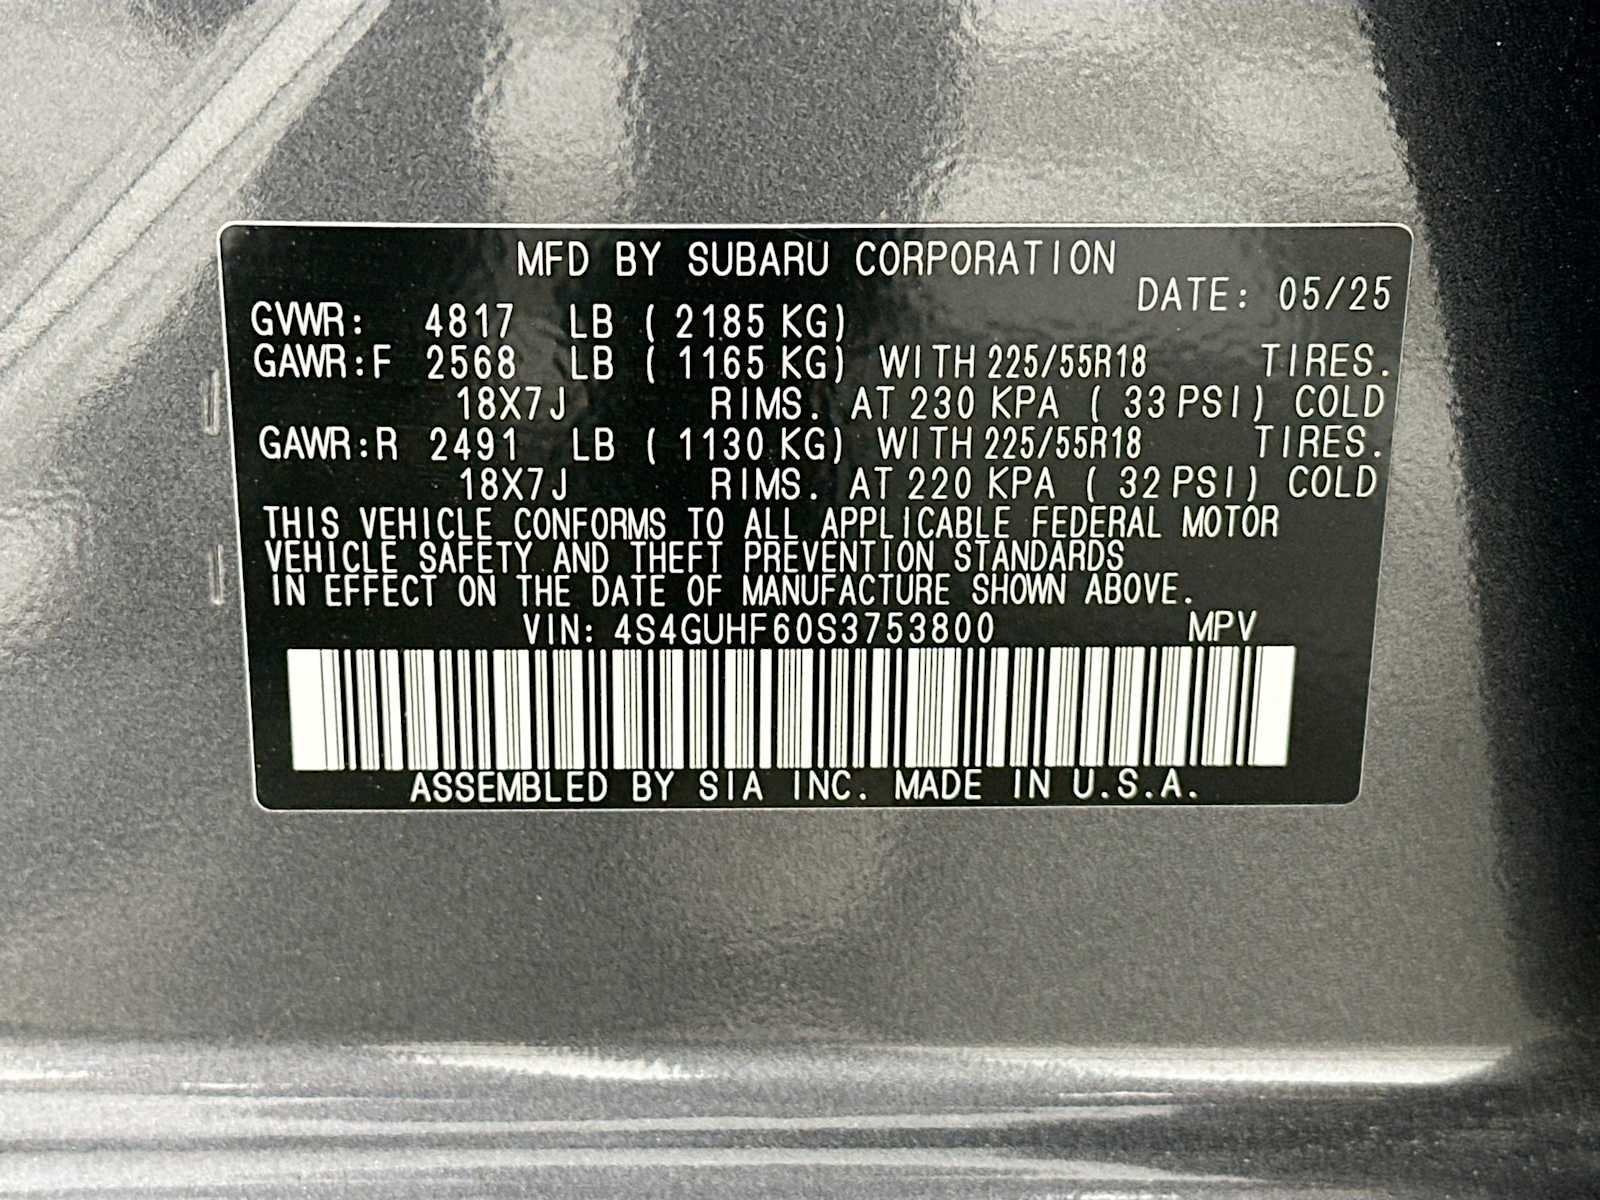 MFD BY SUBARU CORPORATION
DATE: 05/25
GVWR: 4817 LB ( 2185 KG)
GAWR:F 2568 LB ( 1165 KG) WITH 225/55R18 TIRES.
18X7J RIMS. AT 230 KPA ( 33 PSI) COLD
GAWR:R 2491 LB ( 1130 KG) WITH 225/55R18 TIRES.
18X7J RIMS. AT 220 KPA ( 32 PSI) COLD
THIS VEHICLE CONFORMS TO ALL APPLICABLE FEDERAL MOTOR
VEHICLE SAFETY AND THEFT PREVENTION STANDARDS
IN EFFECT ON THE DATE OF MANUFACTURE SHOWN ABOVE.
VIN: 4S4GUHF60S3753800 MPV
ASSEMBLED BY SIA INC. MADE IN U.S.A.